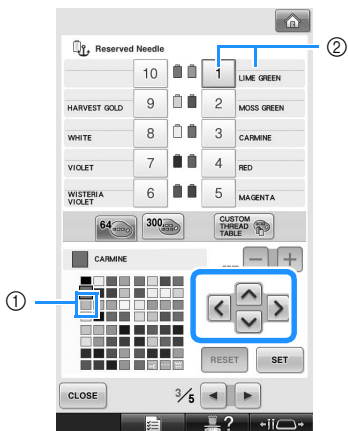 Reserved Needle
②
10 1 LIME GREEN
HARVEST GOLD 9 2 MOSS GREEN
WHITE 8 3 CARMINE
VIOLET 7 4 RED
WISTERIA
VIOLET 6 5 MAGENTA
64 300 CUSTOM
THREAD
TABLE
CARMINE - +
①
< ^ > v
RESET SET
CLOSE 3/5 ◀ ▶
?